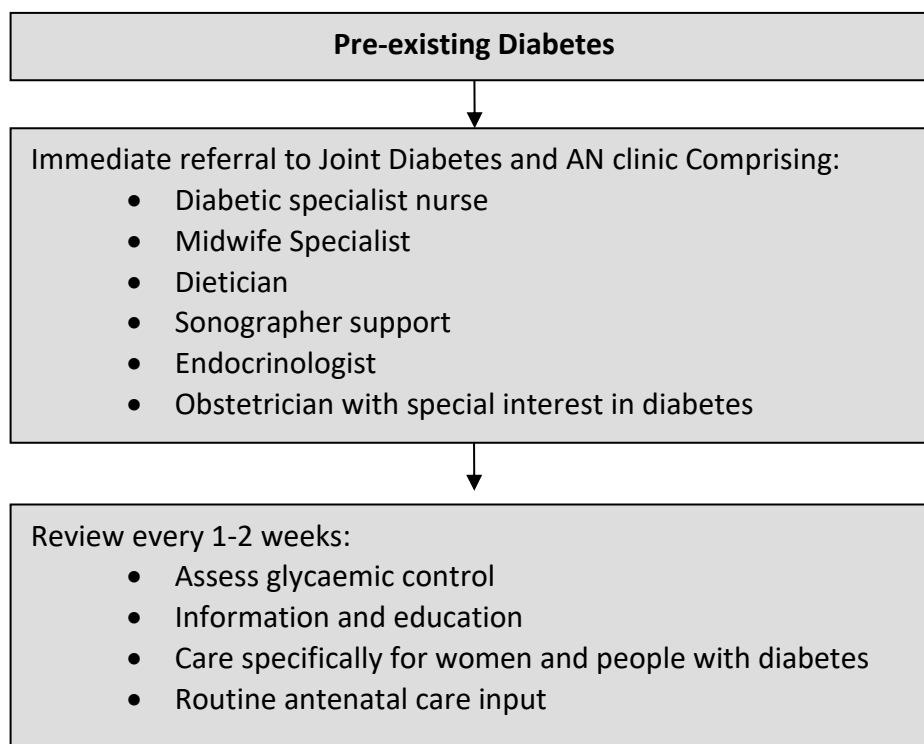 Pre-existing Diabetes
Immediate referral to Joint Diabetes and AN clinic Comprising:
• Diabetic specialist nurse
• Midwife Specialist
• Dietician
• Sonographer support
• Endocrinologist
• Obstetrician with special interest in diabetes
Review every 1-2 weeks:
• Assess glycaemic control
• Information and education
• Care specifically for women and people with diabetes
• Routine antenatal care input